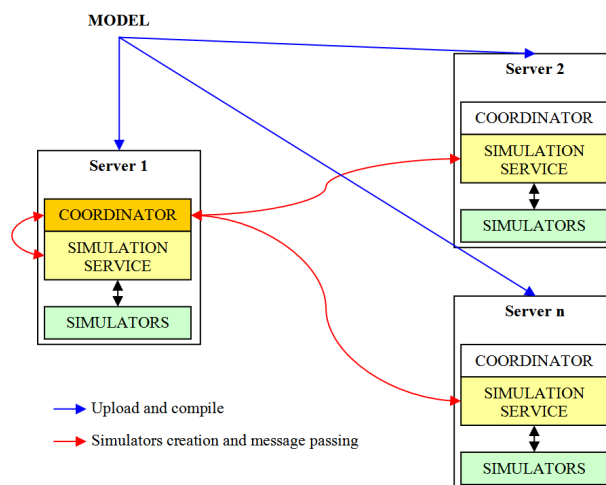 MODEL
Server 1
COORDINATOR
SIMULATION
SERVICE
SIMULATORS
Server 2
COORDINATOR
SIMULATION
SERVICE
SIMULATORS
Server n
COORDINATOR
SIMULATION
SERVICE
SIMULATORS
Upload and compile
Simulators creation and message passing